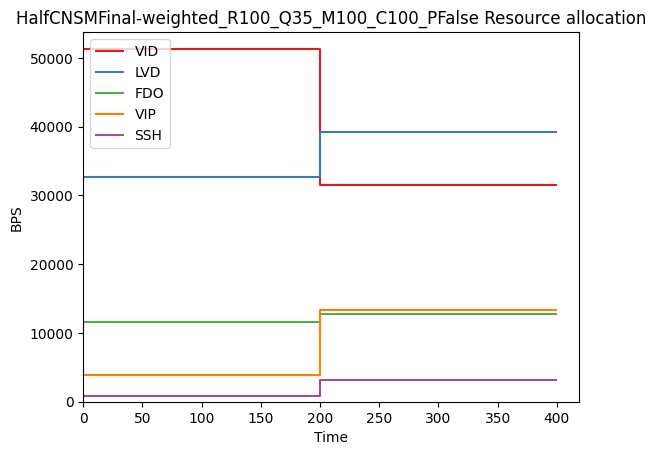 HalfCNSMFinal-weighted_R100_Q35_M100_C100_PFalse Resource allocation
VID
LVD
FDO
VIP
SSH
50000
40000
30000
20000
10000
0
BPS
0 50 100 150 200 250 300 350 400
Time